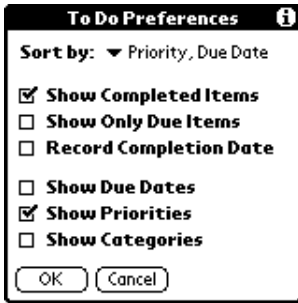 To Do Preferences
Sort by: Priority, Due Date
Show Completed Items
Show Only Due Items
Record Completion Date
Show Due Dates
Show Priorities
Show Categories
OK Cancel